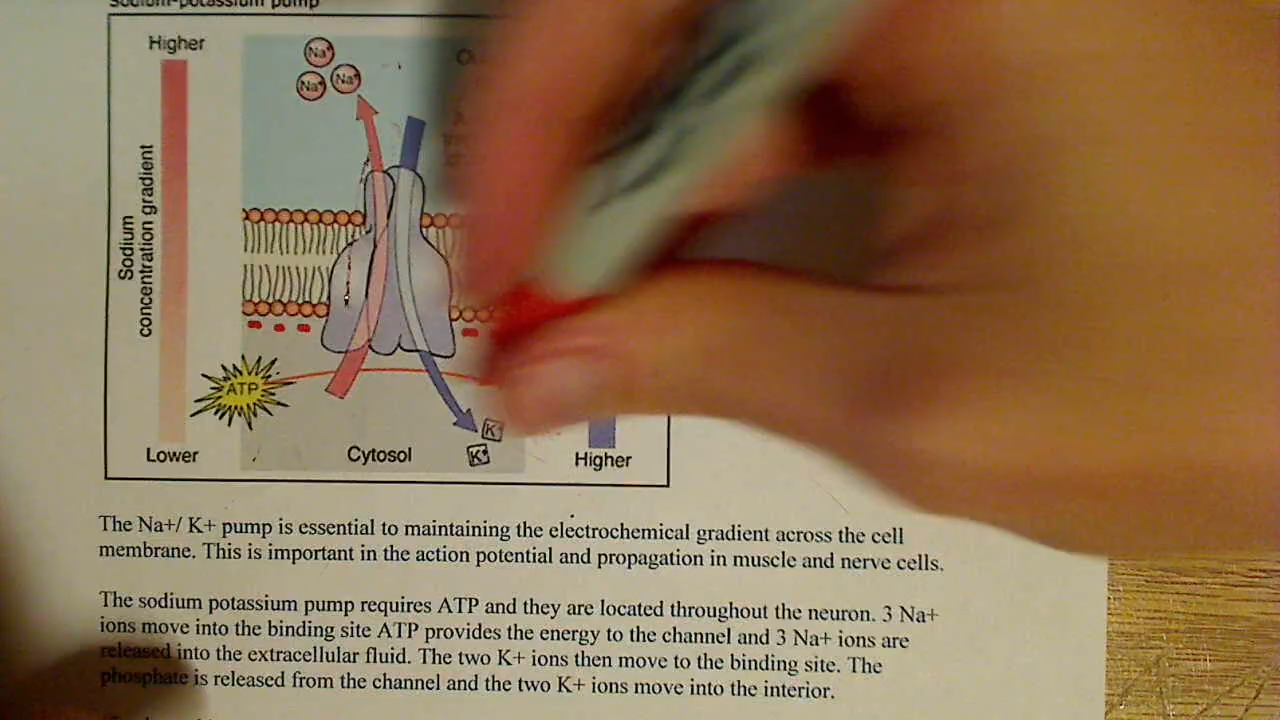 Sodium-potassium pump
Higher
Na+
Na+
Na+
Sodium
concentration gradient
ATP
K
K+
Lower
Cytosol
Higher
The Na+/ K+ pump is essential to maintaining the electrochemical gradient across the cell
membrane. This is important in the action potential and propagation in muscle and nerve cells.
The sodium potassium pump requires ATP and they are located throughout the neuron. 3 Na+
ions move into the binding site ATP provides the energy to the channel and 3 Na+ ions are
released into the extracellular fluid. The two K+ ions then move to the binding site. The
phosphate is released from the channel and the two K+ ions move into the interior.